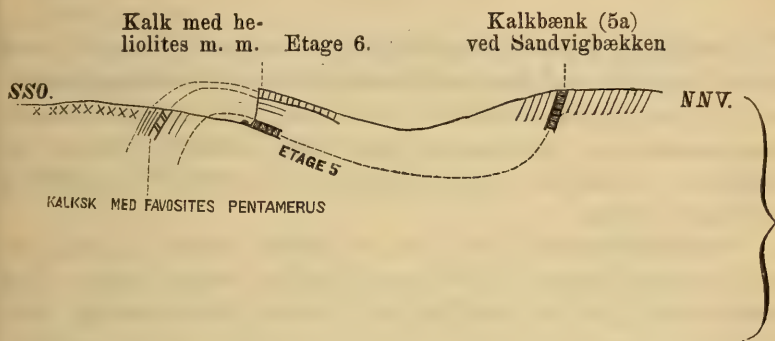 Kalk med he-
liolites m. m. Etage 6.
Kalkbænk (5a)
ved Sandvigbækken
SSO.
NNV.
ETAGE 5
KALKSK MED FAVOSITES PENTAMERUS